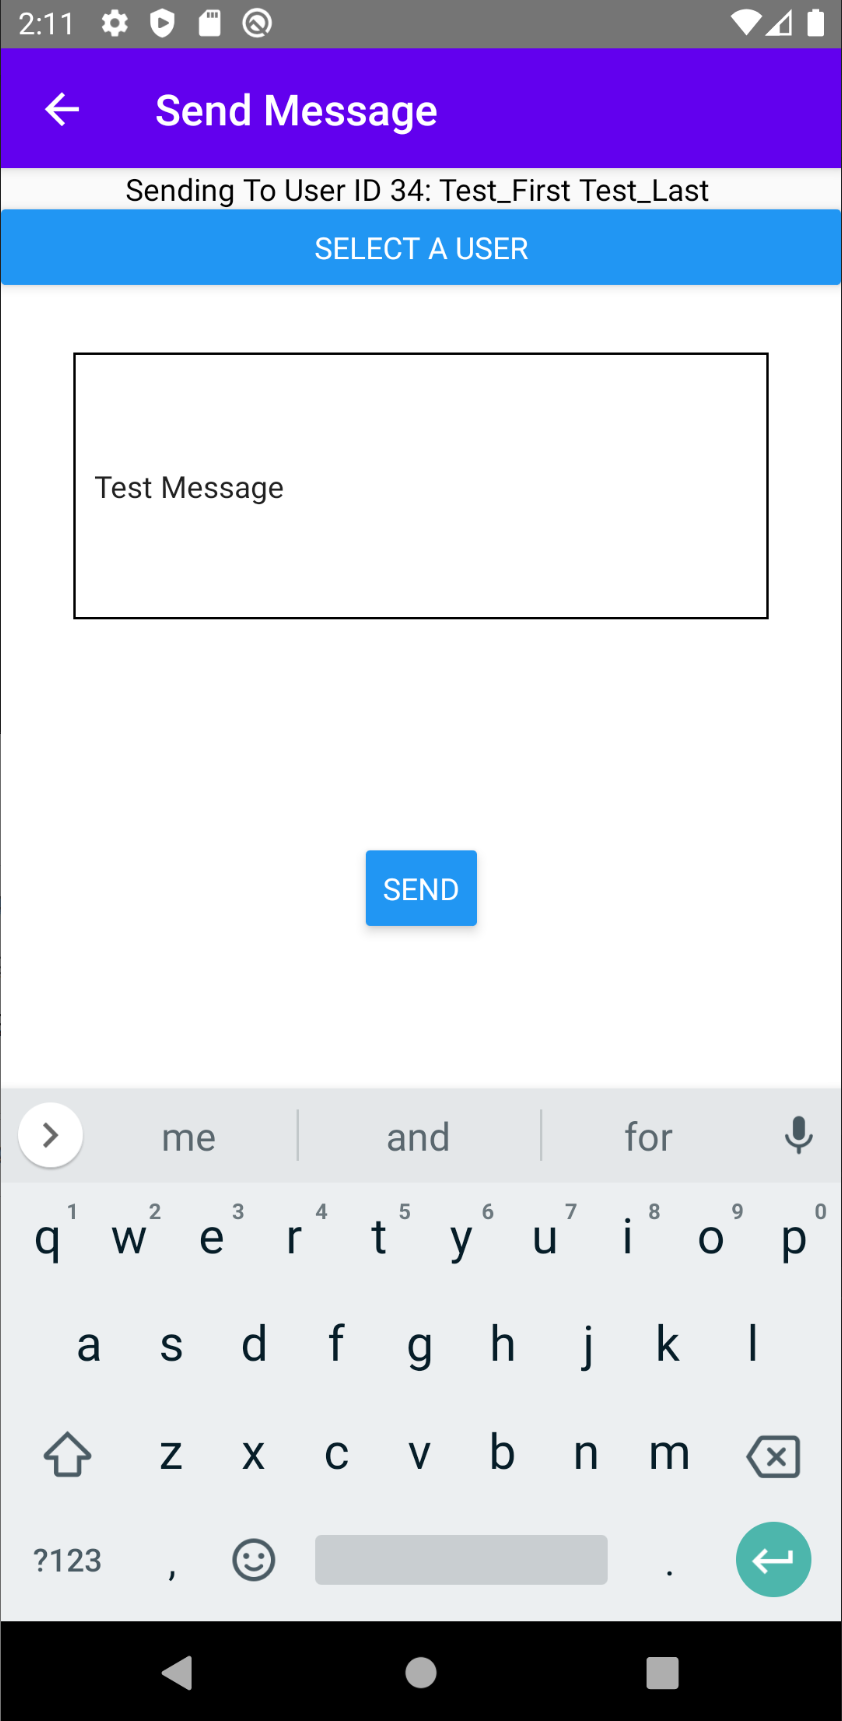 2:11
Send Message
Sending To User ID 34: Test_First Test_Last
SELECT A USER
Test Message
SEND
me and for
1 2 3 4 5 6 7 8 9 0
q w e r t y u i o p
a s d f g h j k l
z x c v b n m
?123 , .